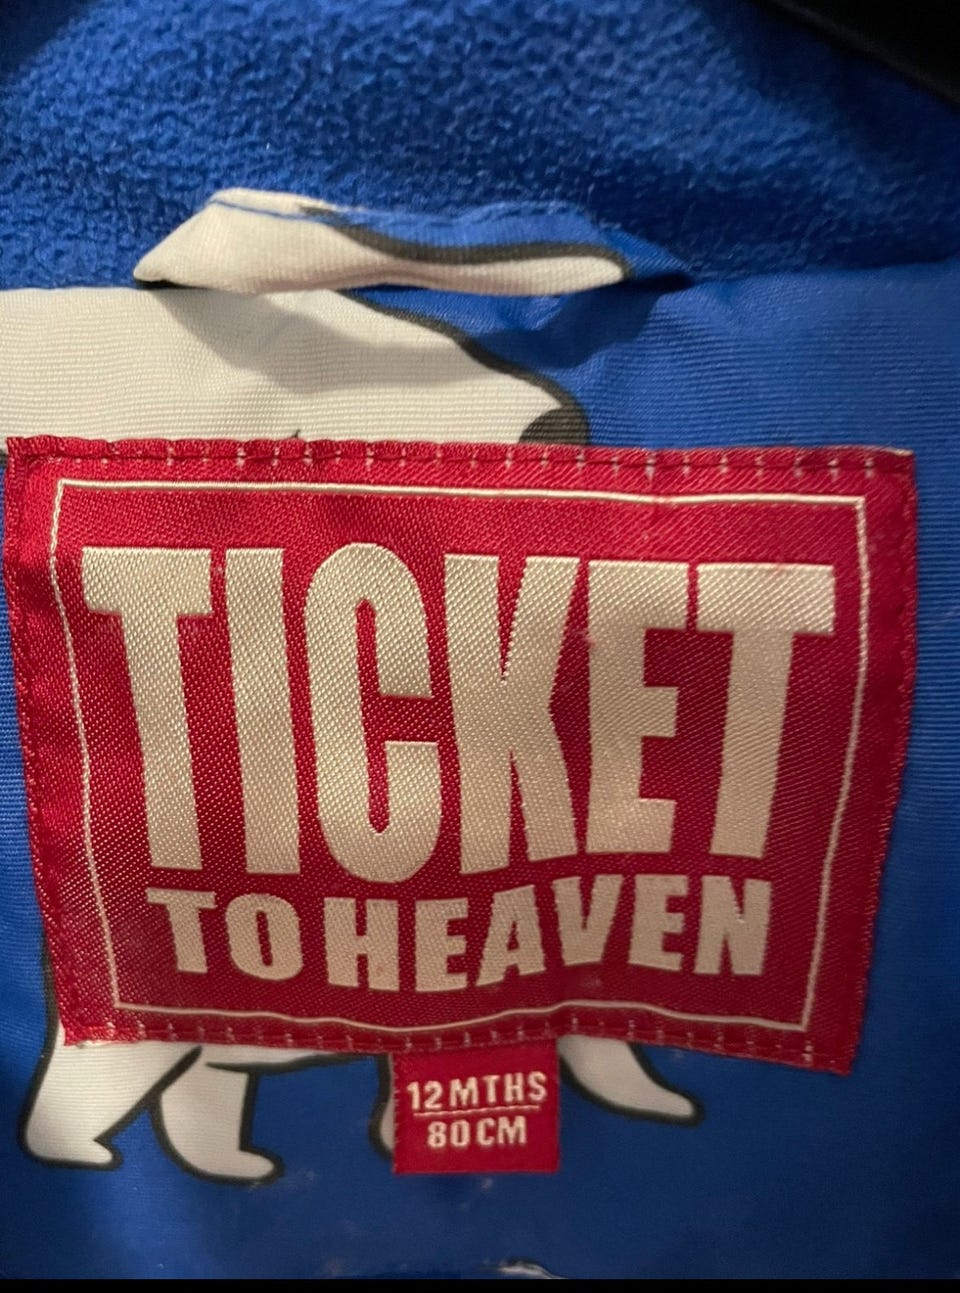 TICKET
TO HEAVEN
12 MTHS
80 CM